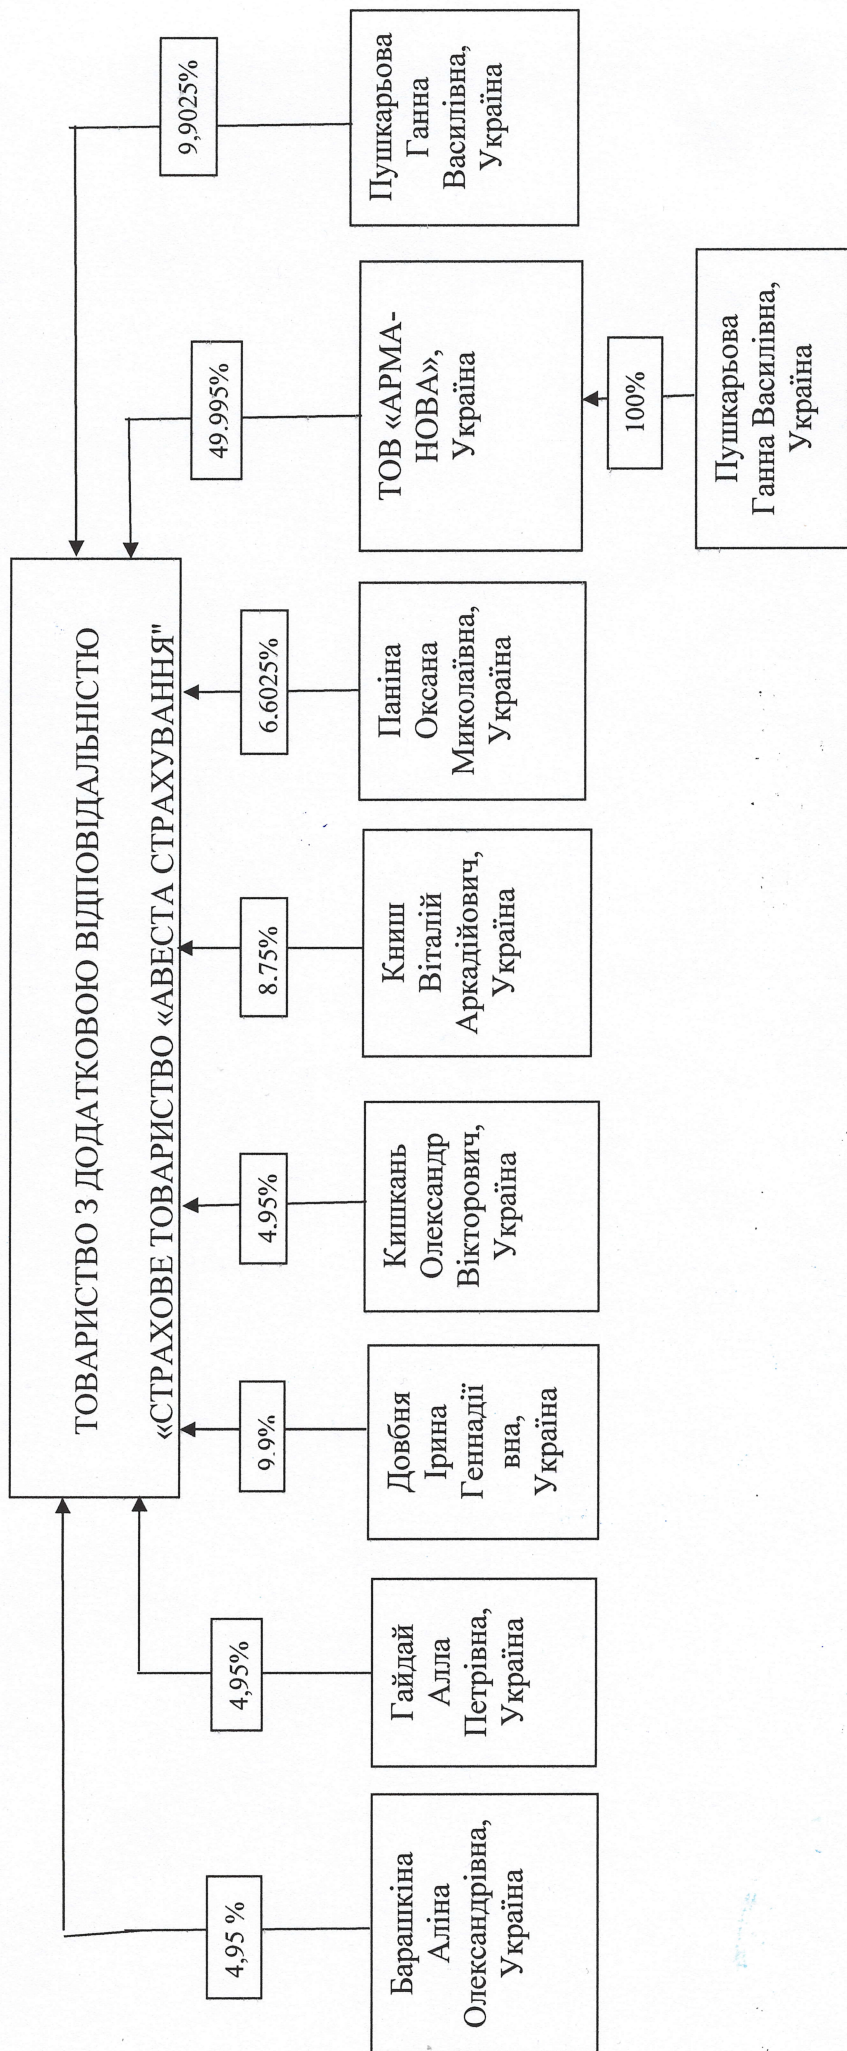 ТОВАРИСТВО З ДОДАТКОВОЮ ВІДПОВІДАЛЬНІСТЮ
«СТРАХОВЕ ТОВАРИСТВО «АВЕСТА СТРАХУВАННЯ"
4,95 %
4,95%
9.9%
4.95%
8.75%
6.6025%
49.995%
9,9025%
Барашкіна
Аліна
Олександрівна,
Україна
Гайдай
Алла
Петрівна,
Україна
Довбня
Ірина
Геннадії
вна,
Україна
Кишкань
Олександр
Вікторович,
Україна
Книш
Віталій
Аркадійович,
Україна
Паніна
Оксана
Миколаївна,
Україна
ТОВ «АРМА-
НОВА»,
Україна
Пушкарьова
Ганна
Василівна,
Україна
100%
Пушкарьова
Ганна Василівна,
Україна